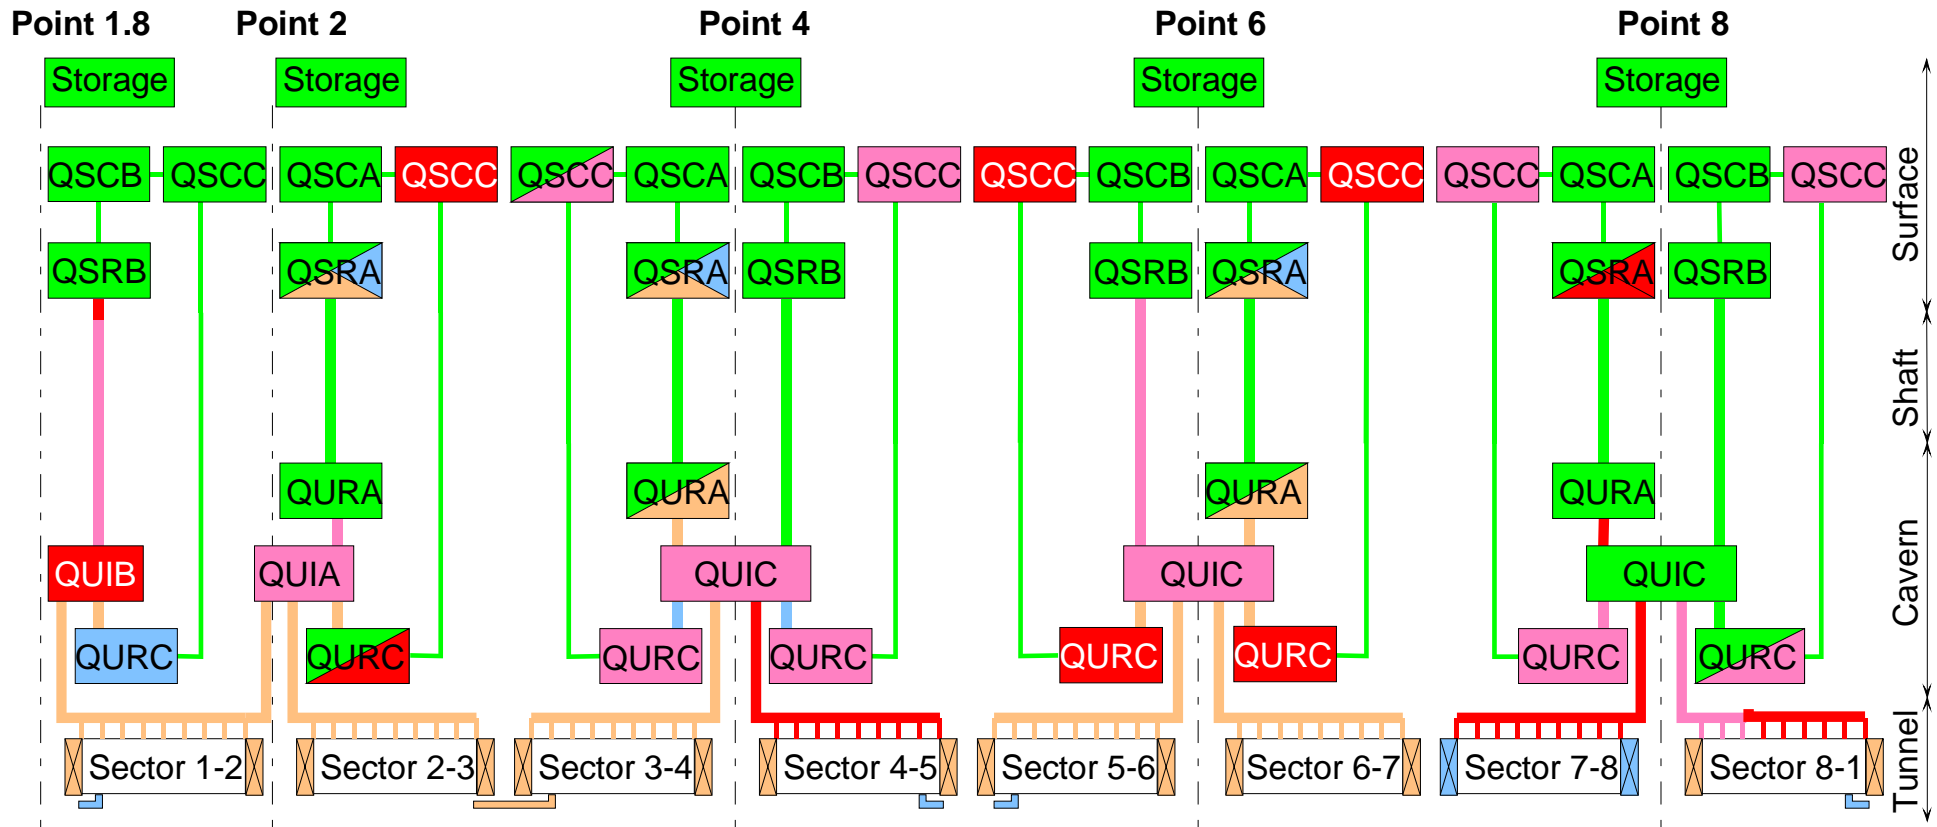 Point 1.8 Point 2 Point 4 Point 6 Point 8
Storage Storage Storage Storage Storage
QSCB QSCC QSCA QSCC QSCC QSCA QSCB QSCC QSCC QSCB QSCA QSCC QSCC QSCA QSCB QSCC
Surface
QSRB QSRA QSRA QSRB QSRB QSRA QSRA QSRB
Shaft
QURA QURA QURA QURA
Cavern
QUIB QUIA QUIC QUIC QUIC
QURC QURC QURC QURC QURC QURC QURC QURC
Tunnel
Sector 1-2 Sector 2-3 Sector 3-4 Sector 4-5 Sector 5-6 Sector 6-7 Sector 7-8 Sector 8-1